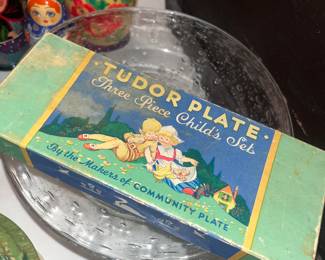 TUDOR PLATE
Three Piece Child's Set
By the Makers of COMMUNITY PLATE